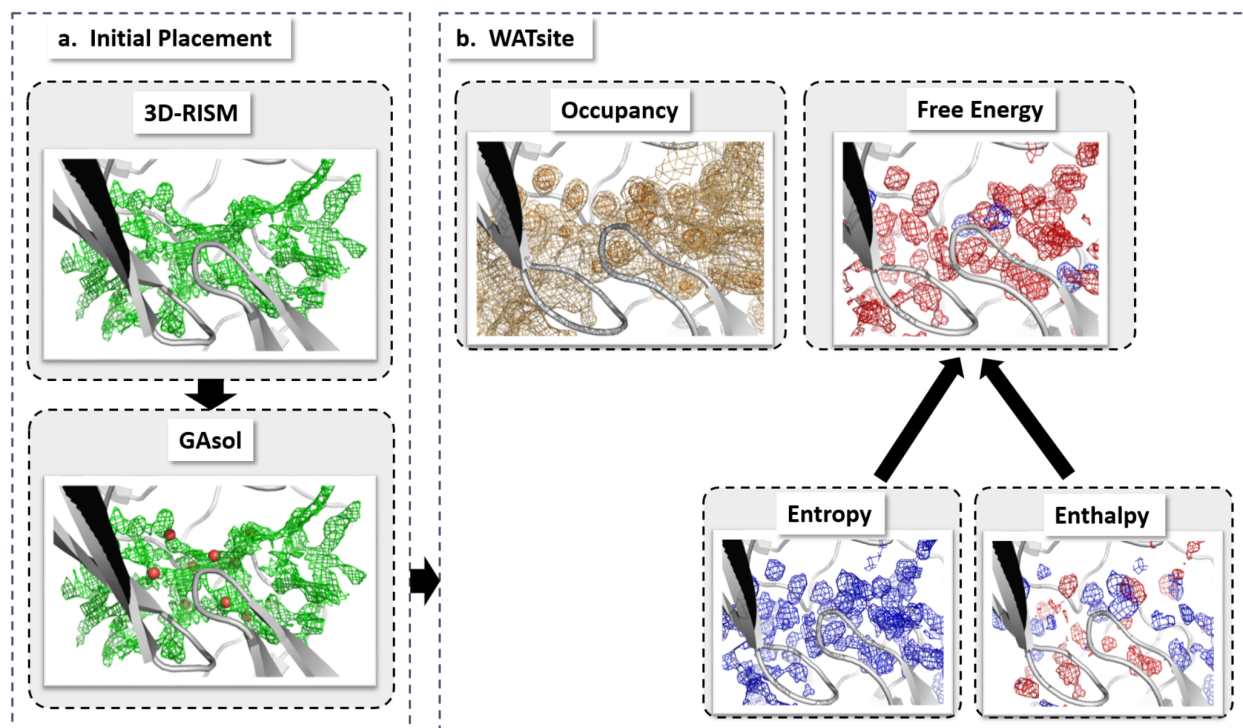 a. Initial Placement
3D-RISM
GAsol
b. WATsite
Occupancy
Free Energy
Entropy
Enthalpy